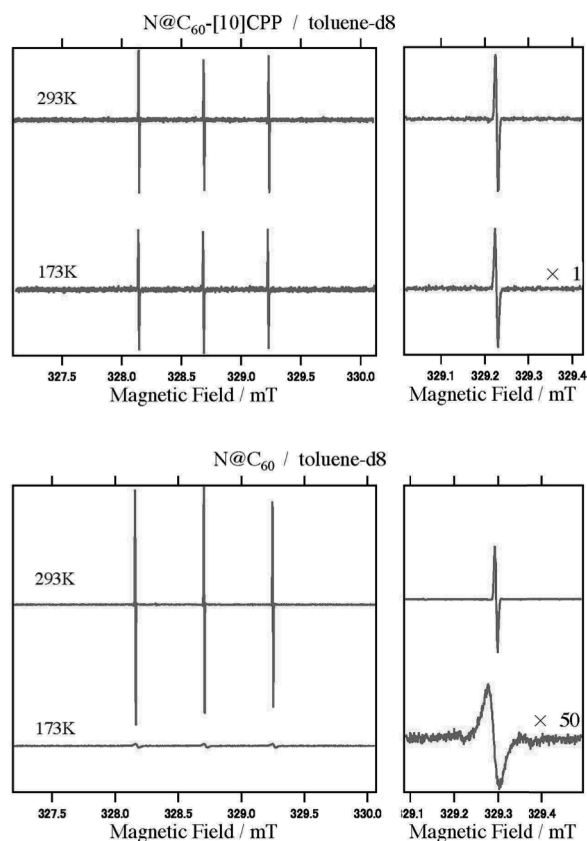 N@C₆₀-[10]CPP / toluene-d8
293K
173K
× 1
327.5 328.0 328.5 329.0 329.5 330.0
329.1 329.2 329.3 329.4
Magnetic Field / mT
Magnetic Field / mT
N@C₆₀ / toluene-d8
293K
173K
× 50
327.5 328.0 328.5 329.0 329.5 330.0
329.1 329.2 329.3 329.4
Magnetic Field / mT
Magnetic Field / mT